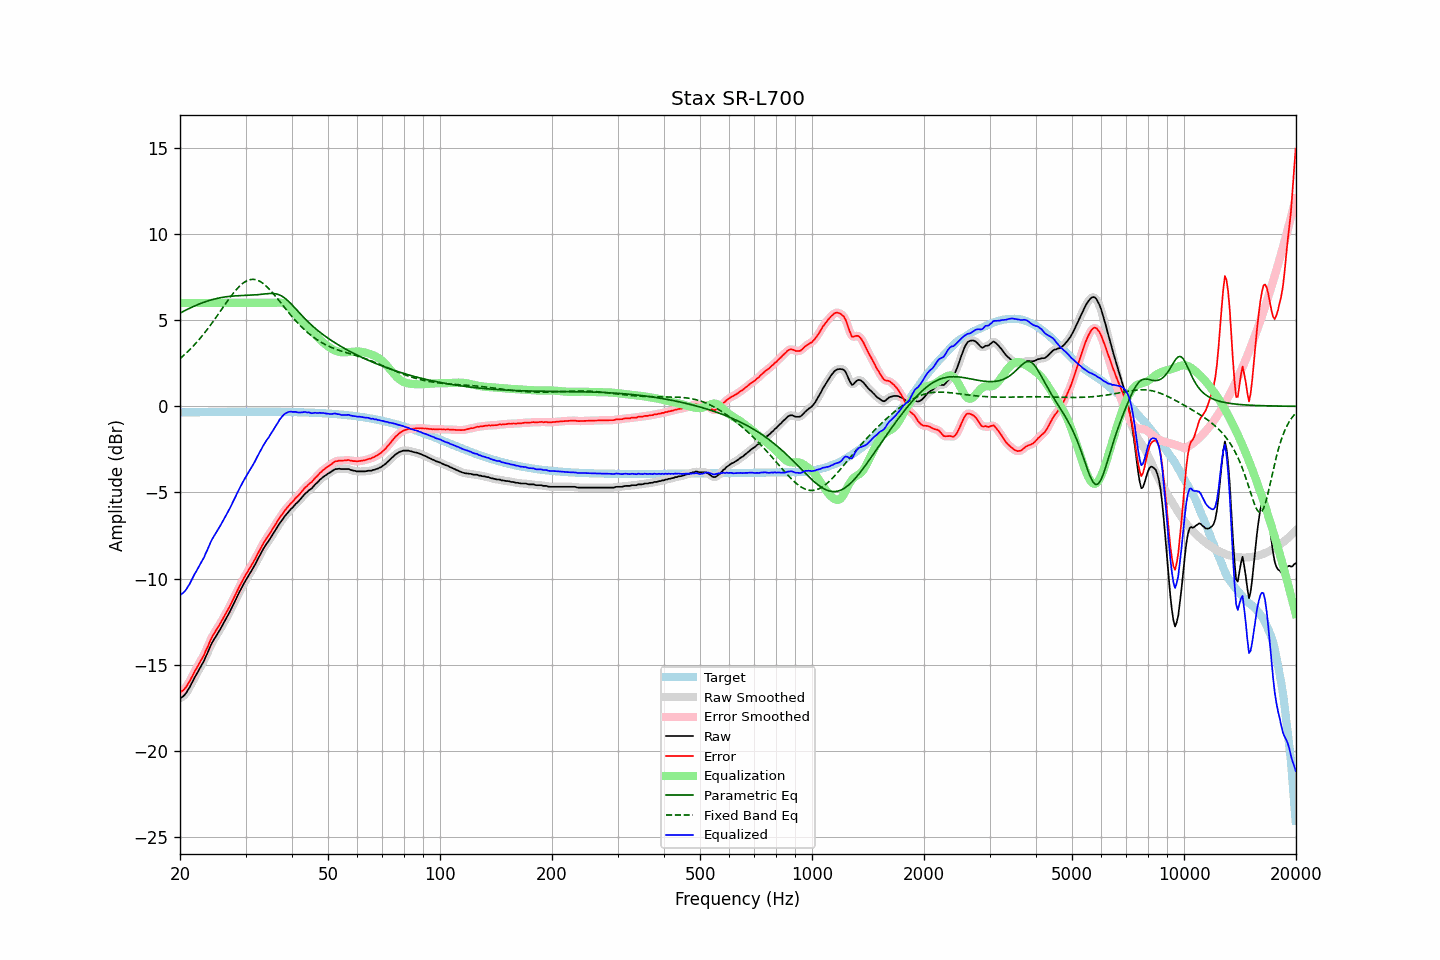 Stax SR-L700
Amplitude (dBr)
15
10
5
0
−5
−10
−15
−20
−25
Target
Raw Smoothed
Error Smoothed
Raw
Error
Equalization
Parametric Eq
Fixed Band Eq
Equalized
20 50 100 200 500 1000 2000 5000 10000 20000
Frequency (Hz)